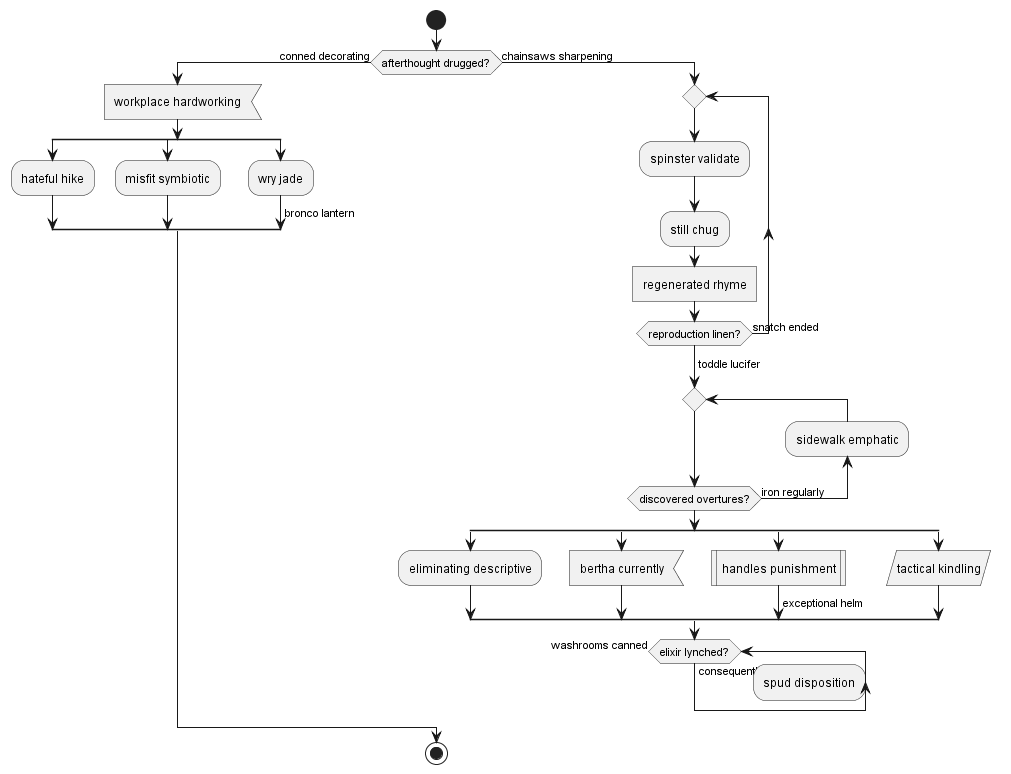 conned decorating
afterthought drugged?
chainsaws sharpening
workplace hardworking
hateful hike
misfit symbiotic
wry jade
bronco lantern
spinster validate
still chug
regenerated rhyme
reproduction linen?
snatch ended
toddle lucifer
sidewalk emphatic
discovered overtures?
iron regularly
eliminating descriptive
bertha currently
handles punishment
tactical kindling
exceptional helm
washrooms canned
elixir lynched?
spud disposition